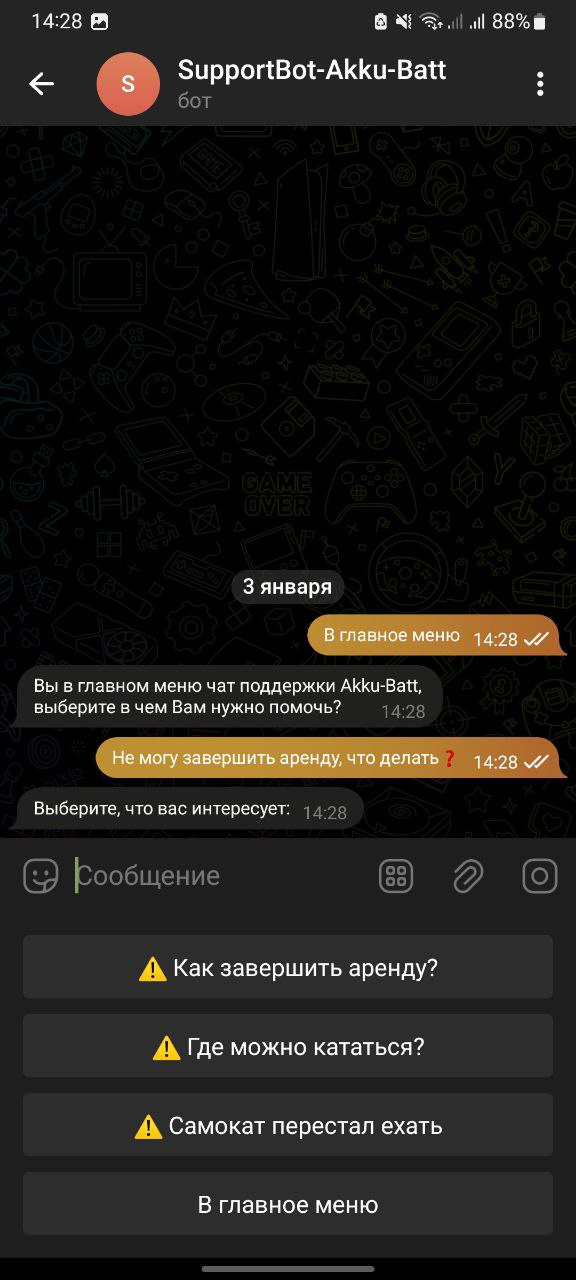 14:28
88%
S
SupportBot-Akku-Batt
бот
GAME
OVER
3 января
В главное меню 14:28
Вы в главном меню чат поддержки Akku-Batt,
выберите в чем Вам нужно помочь? 14:28
Не могу завершить аренду, что делать❓ 14:28
Выберите, что вас интересует: 14:28
Сообщение
⚠️ Как завершить аренду?
⚠️ Где можно кататься?
⚠️ Самокат перестал ехать
В главное меню